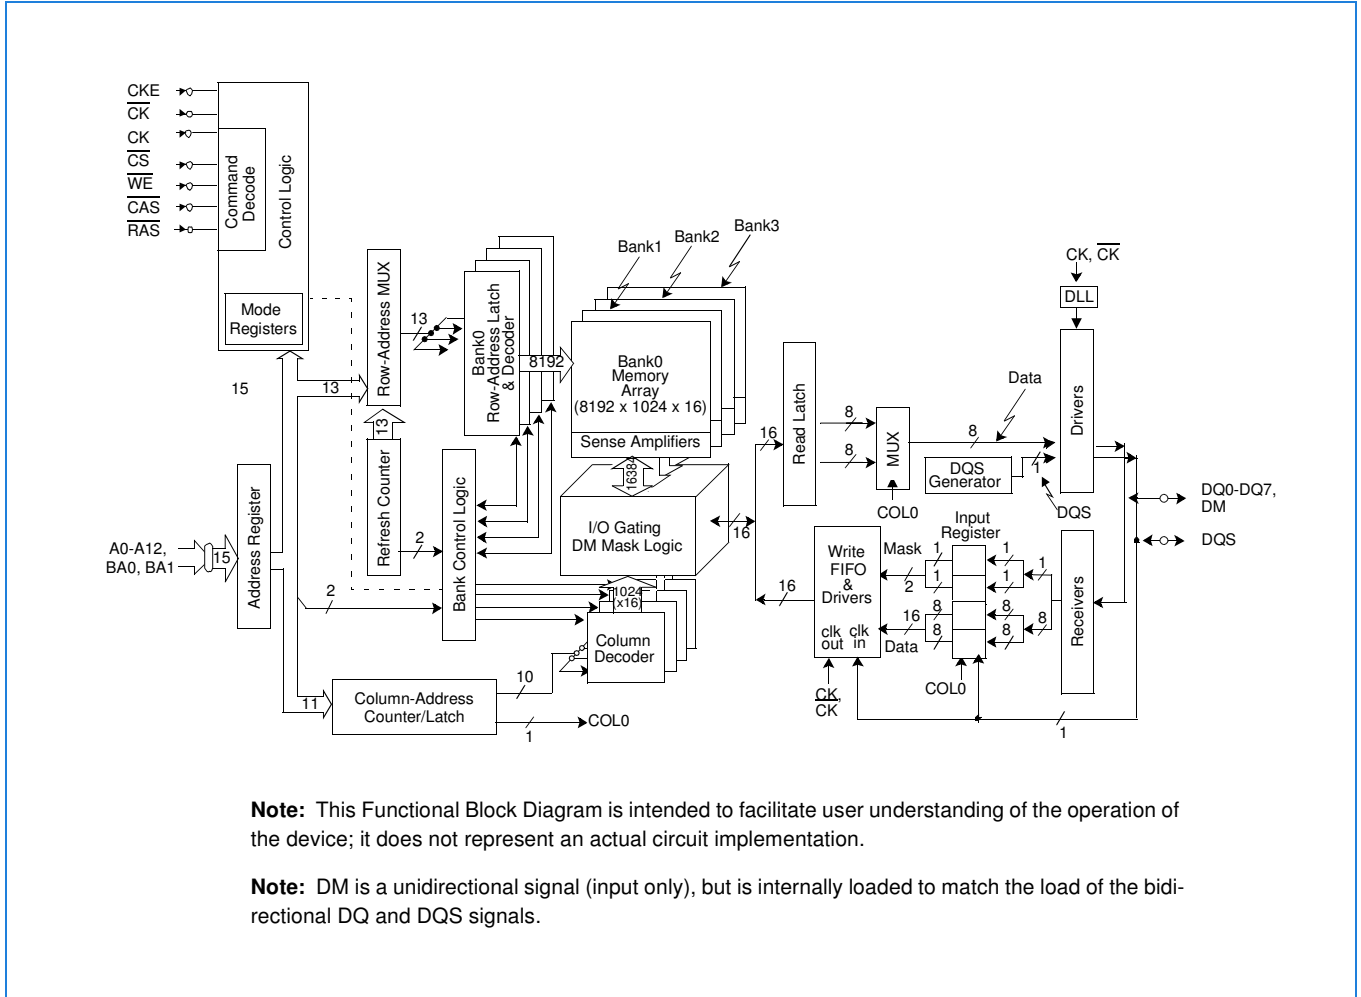 CKE
CK
CK
CS
WE
CAS
RAS
Command
Decode
Control Logic
Mode
Registers
15
13
Row-Address MUX
13
Refresh Counter
13
Bank0
Row-Address Latch
& Decoder
8192
Bank1
Bank2
Bank3
Bank0
Memory
Array
(8192 x 1024 x 16)
Sense Amplifiers
16384
I/O Gating
DM Mask Logic
16
Address Register
A0-A12,
BA0, BA1
15
2
2
Bank Control Logic
1024
(x16)
Column
Decoder
11
Column-Address
Counter/Latch
10
1
COL0
16
Read Latch
8
8
MUX
COL0
8
Data
DQS
Generator
1
DQS
CK, CK
DLL
Drivers
DQ0-DQ7,
DM
DQS
16
Write
FIFO
&
Drivers
clk
out
clk
in
CK,
CK
Mask
2
16
Data
Input
Register
1
1
8
8
1
1
8
8
1
8
COL0
Receivers
1
Note: This Functional Block Diagram is intended to facilitate user understanding of the operation of
the device; it does not represent an actual circuit implementation.
Note: DM is a unidirectional signal (input only), but is internally loaded to match the load of the bidi-
rectional DQ and DQS signals.